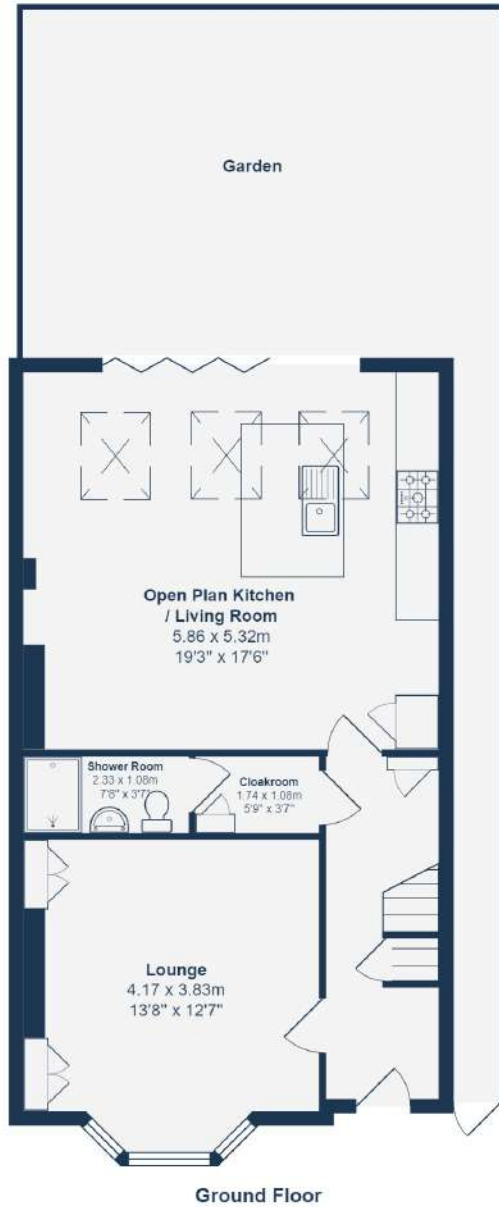 Garden
Open Plan Kitchen
/ Living Room
5.86 x 5.32m
19'3" x 17'6"
Shower Room
2.33 x 1.08m
7'8" x 3'7"
Cloakroom
1.74 x 1.08m
5'9" x 3'7"
Lounge
4.17 x 3.83m
13'8" x 12'7"
Ground Floor